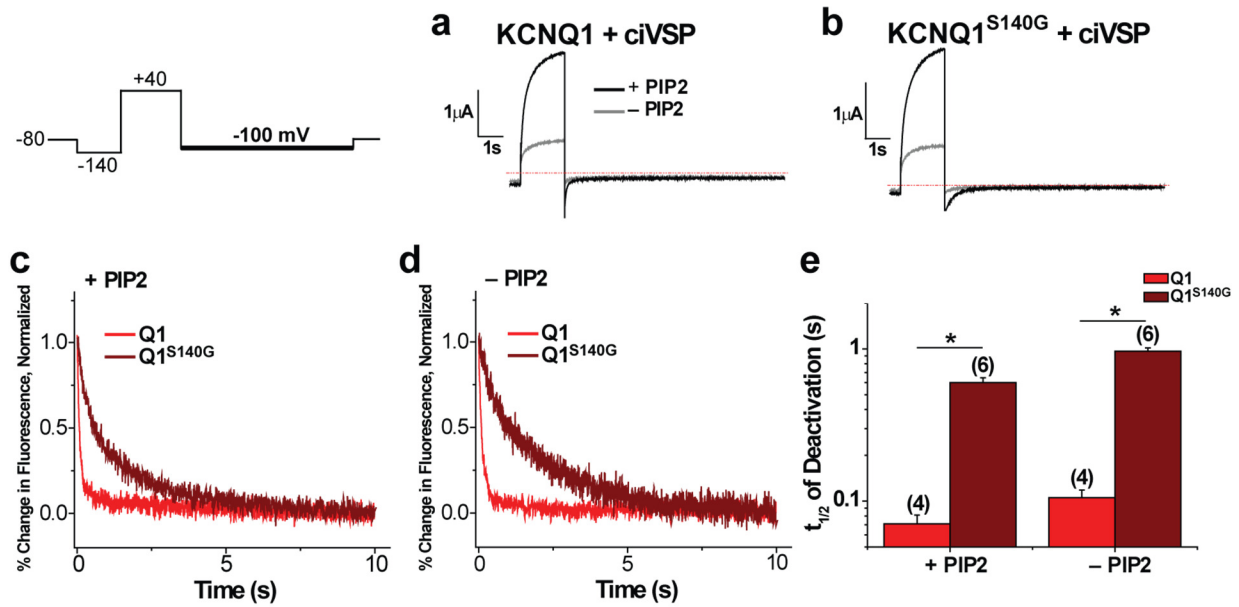 +40
-80
-140
-100 mV
a
KCNQ1 + ciVSP
1µA
1s
+ PIP2
– PIP2
b
KCNQ1S140G + ciVSP
1µA
1s
c
+ PIP2
Q1
Q1S140G
% Change in Fluorescence, Normalized
1.0
0.5
0.0
0
5
10
Time (s)
d
– PIP2
Q1
Q1S140G
% Change in Fluorescence, Normalized
1.0
0.5
0.0
0
5
10
Time (s)
e
Q1
Q1S140G
t1/2 of Deactivation (s)
1
0.1
*
*
(4)
(6)
(4)
(6)
+ PIP2
– PIP2